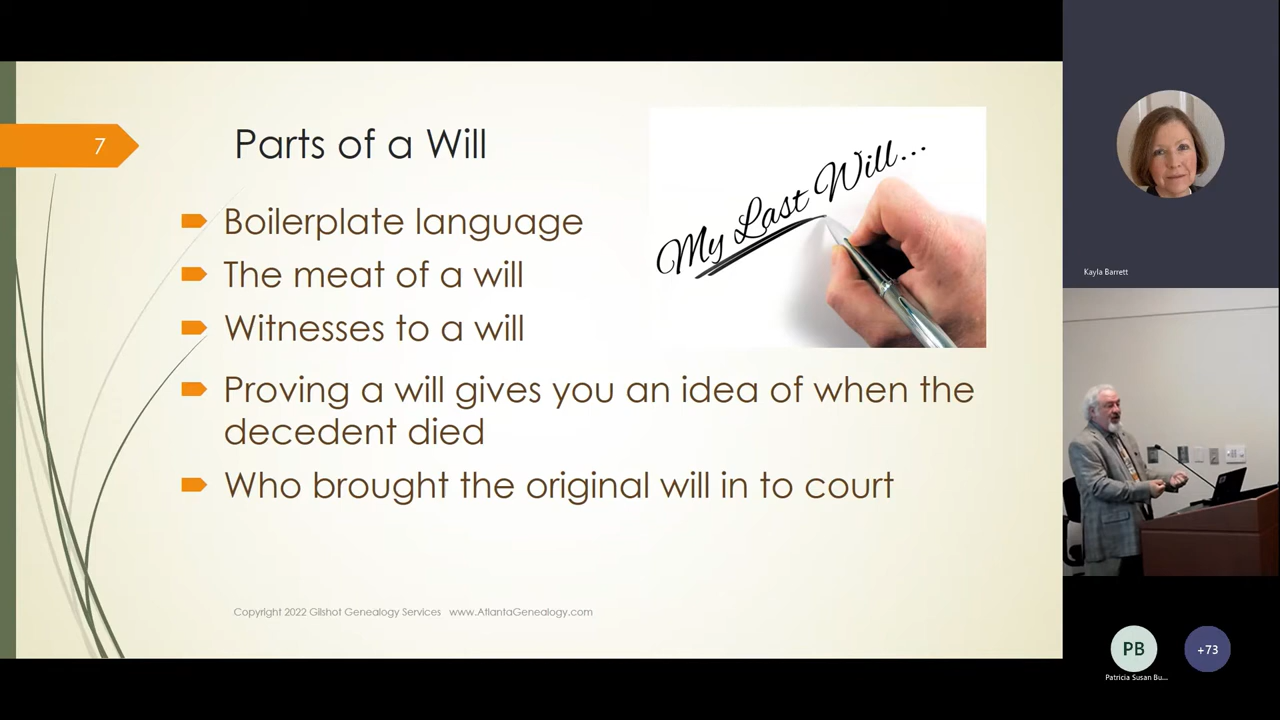 7
Parts of a Will
My Last Will...
Boilerplate language
The meat of a will
Witnesses to a will
Proving a will gives you an idea of when the
decedent died
Who brought the original will in to court
Copyright 2022 Gilshot Genealogy Services www.AtlantaGenealogy.com
Kayla Barrett
PB
Patricia Susan Bu...
+73